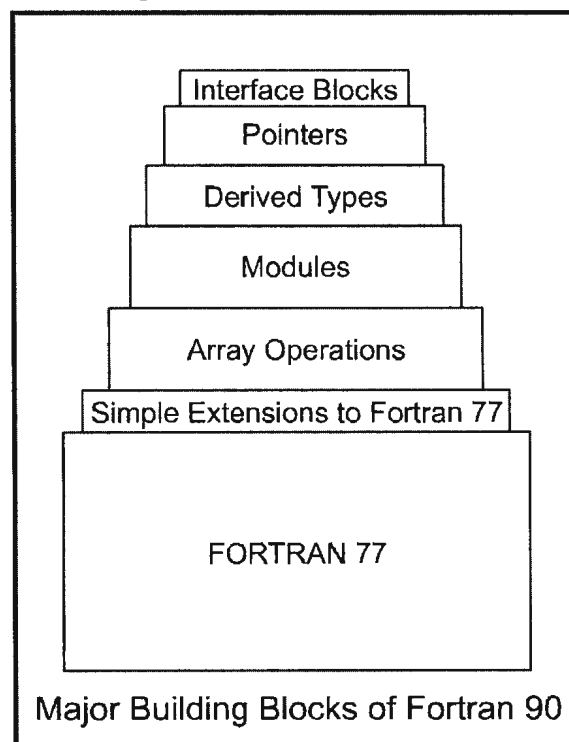 Interface Blocks
Pointers
Derived Types
Modules
Array Operations
Simple Extensions to Fortran 77
FORTRAN 77
Major Building Blocks of Fortran 90